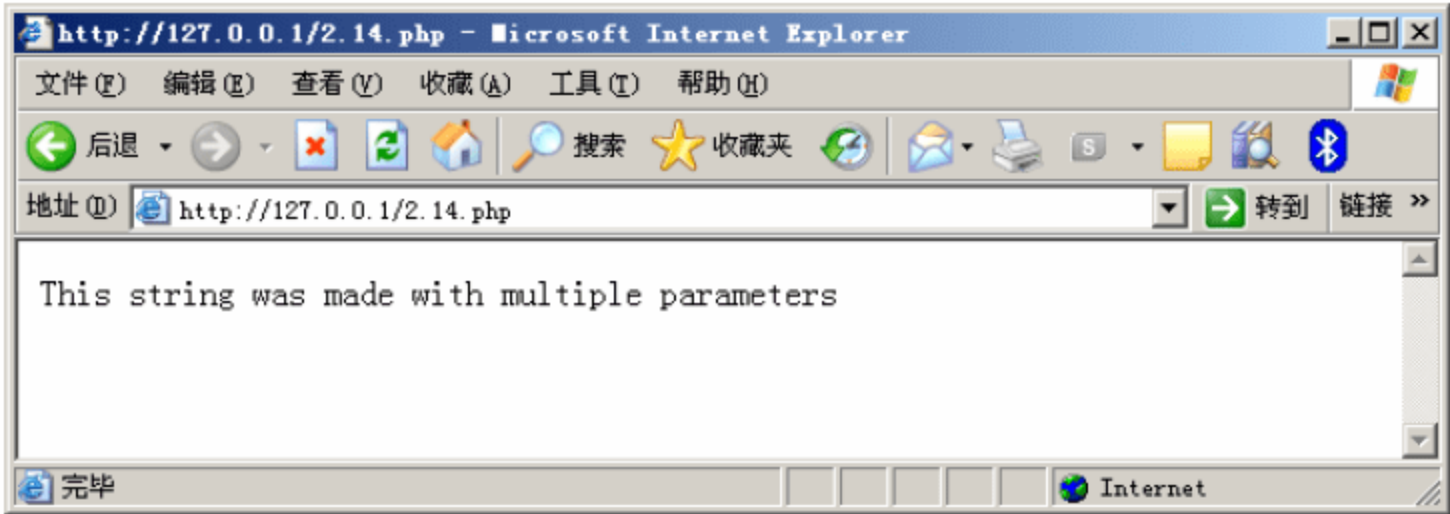 http://127.0.0.1/2.14.php - Microsoft Internet Explorer
文件(F) 编辑(E) 查看(V) 收藏(A) 工具(T) 帮助(H)
后退 搜索 收藏夹 S
地址(D) http://127.0.0.1/2.14.php 转到 链接 »
This string was made with multiple parameters
完毕 Internet